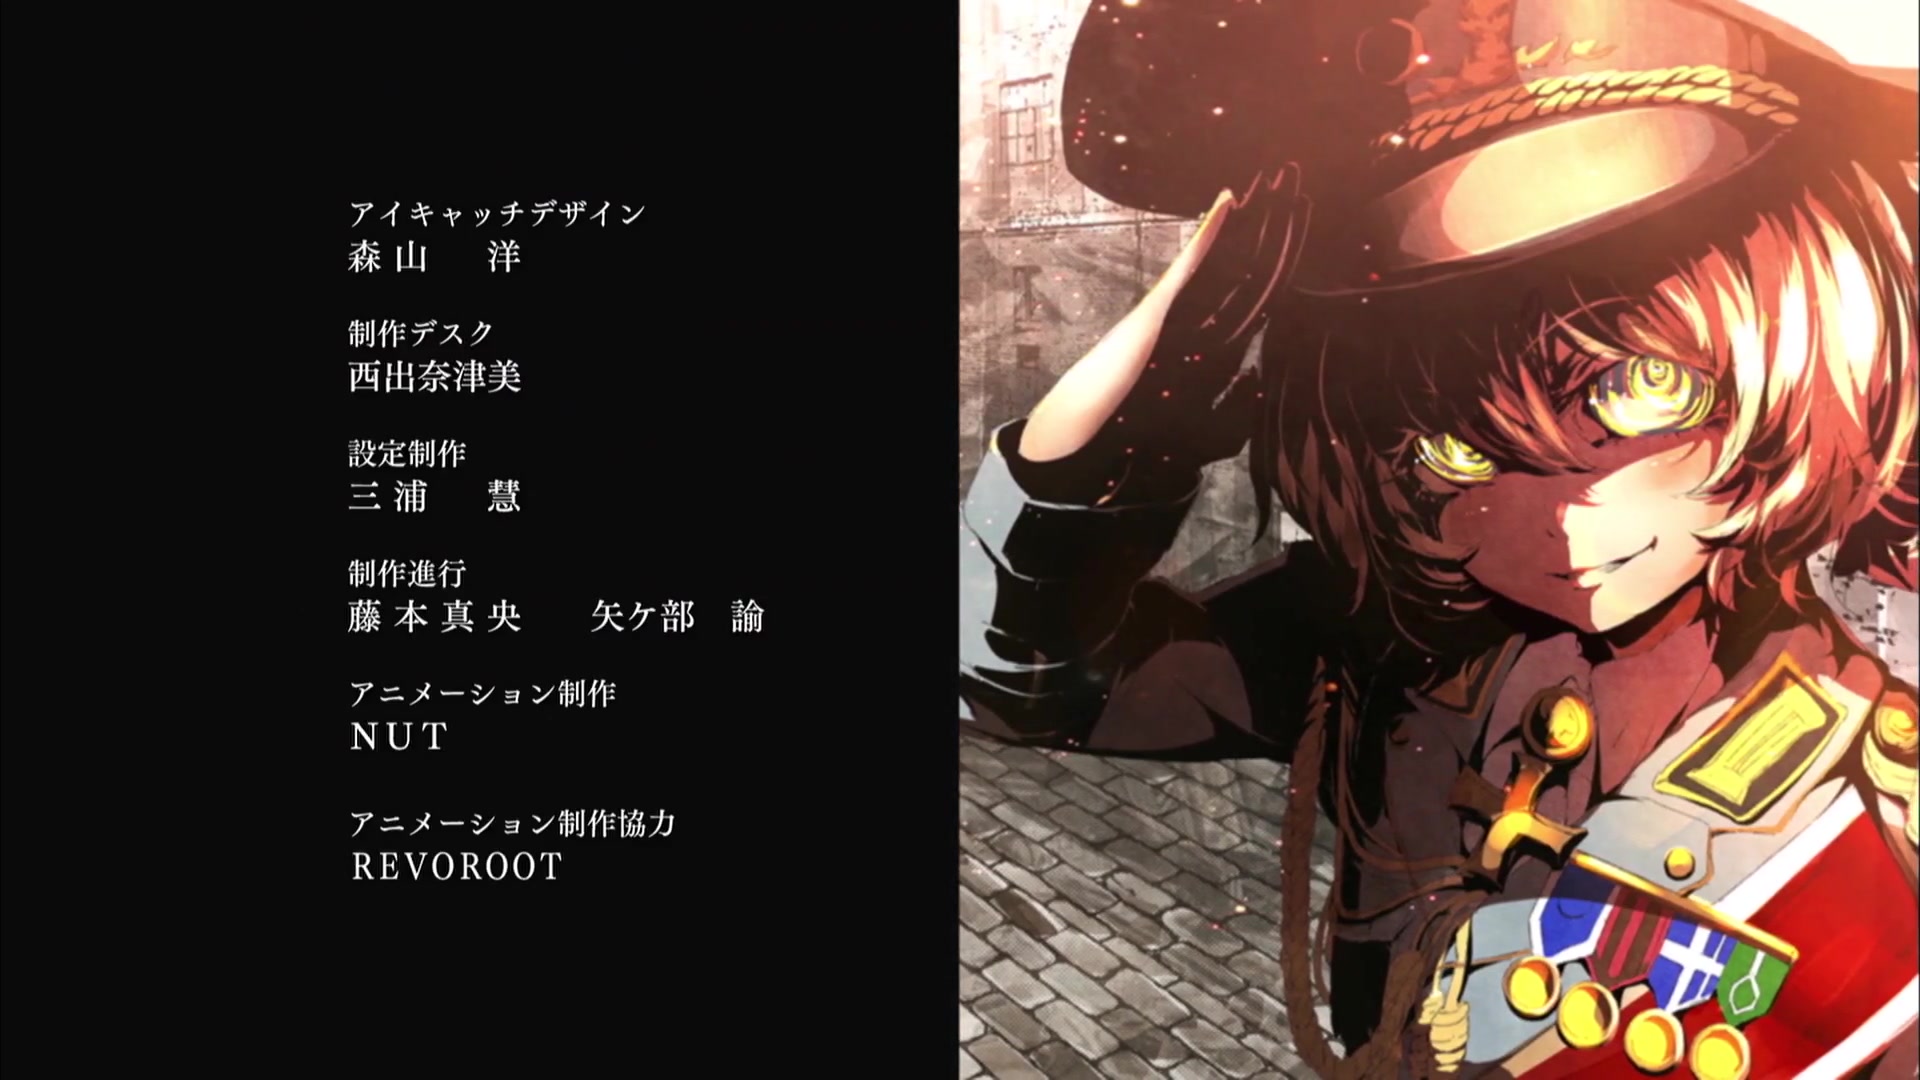 アイキャッチデザイン
森山　洋
制作デスク
西出奈津美
設定制作
三浦　慧
制作進行
藤本真央　矢ケ部　諭
アニメーション制作
NUT
アニメーション制作協力
REVOROOT